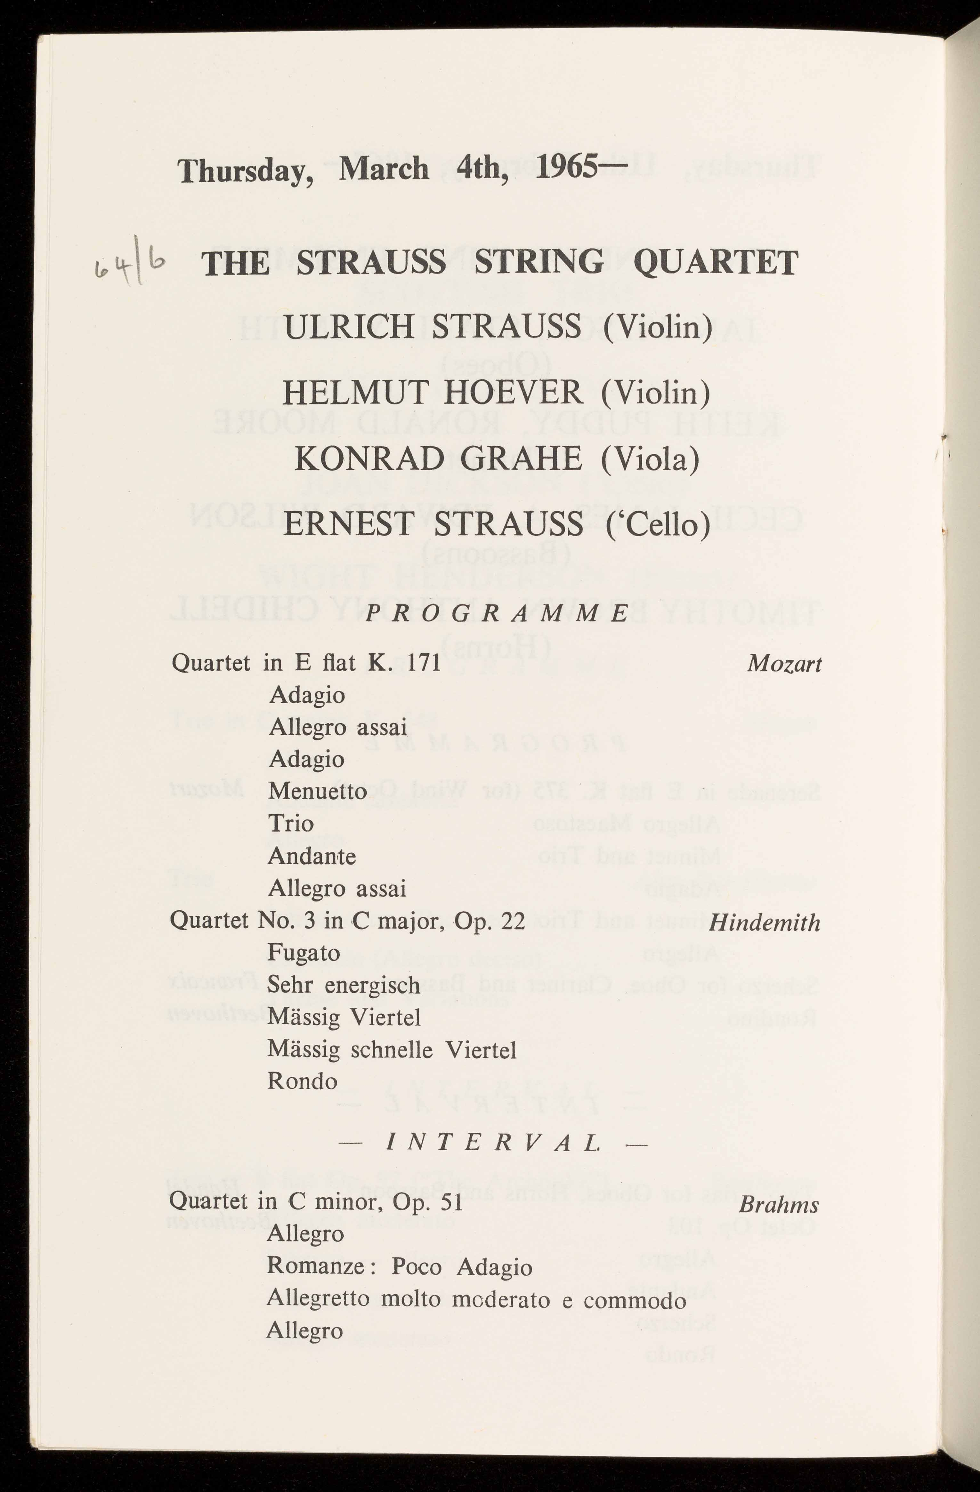 Thursday, March 4th, 1965—
64/6
THE STRAUSS STRING QUARTET
ULRICH STRAUSS (Violin)
HELMUT HOEVER (Violin)
KONRAD GRAHE (Viola)
ERNEST STRAUSS (‘Cello)
PROGRAMME
Quartet in E flat K. 171 Mozart
Adagio
Allegro assai
Adagio
Menuetto
Trio
Andante
Allegro assai
Quartet No. 3 in C major, Op. 22 Hindemith
Fugato
Sehr energisch
Mässig Viertel
Mässig schnelle Viertel
Rondo
— INTERVAL —
Quartet in C minor, Op. 51 Brahms
Allegro
Romanze: Poco Adagio
Allegretto molto moderato e commodo
Allegro